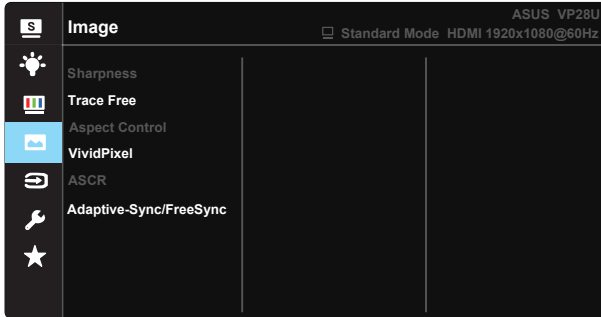 S
Image
ASUS VP28U
Standard Mode HDMI 1920x1080@60Hz
Sharpness
Trace Free
Aspect Control
VividPixel
ASCR
Adaptive-Sync/FreeSync